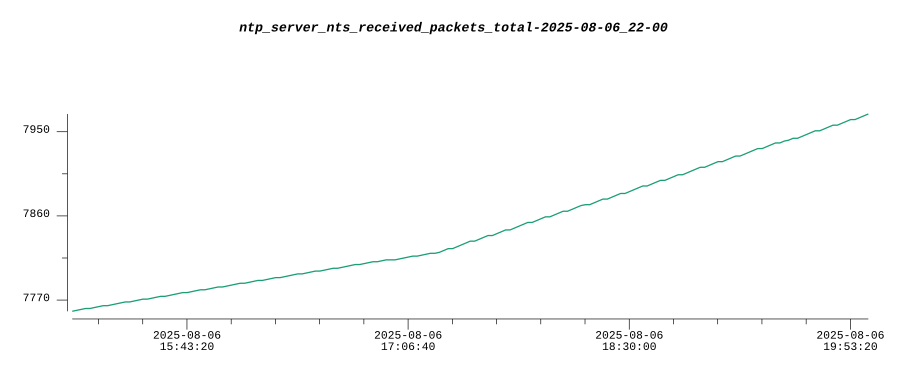 ntp_server_nts_received_packets_total-2025-08-06_22-00
7950
7860
7770
2025-08-06 2025-08-06 2025-08-06 2025-08-06
15:43:20 17:06:40 18:30:00 19:53:20